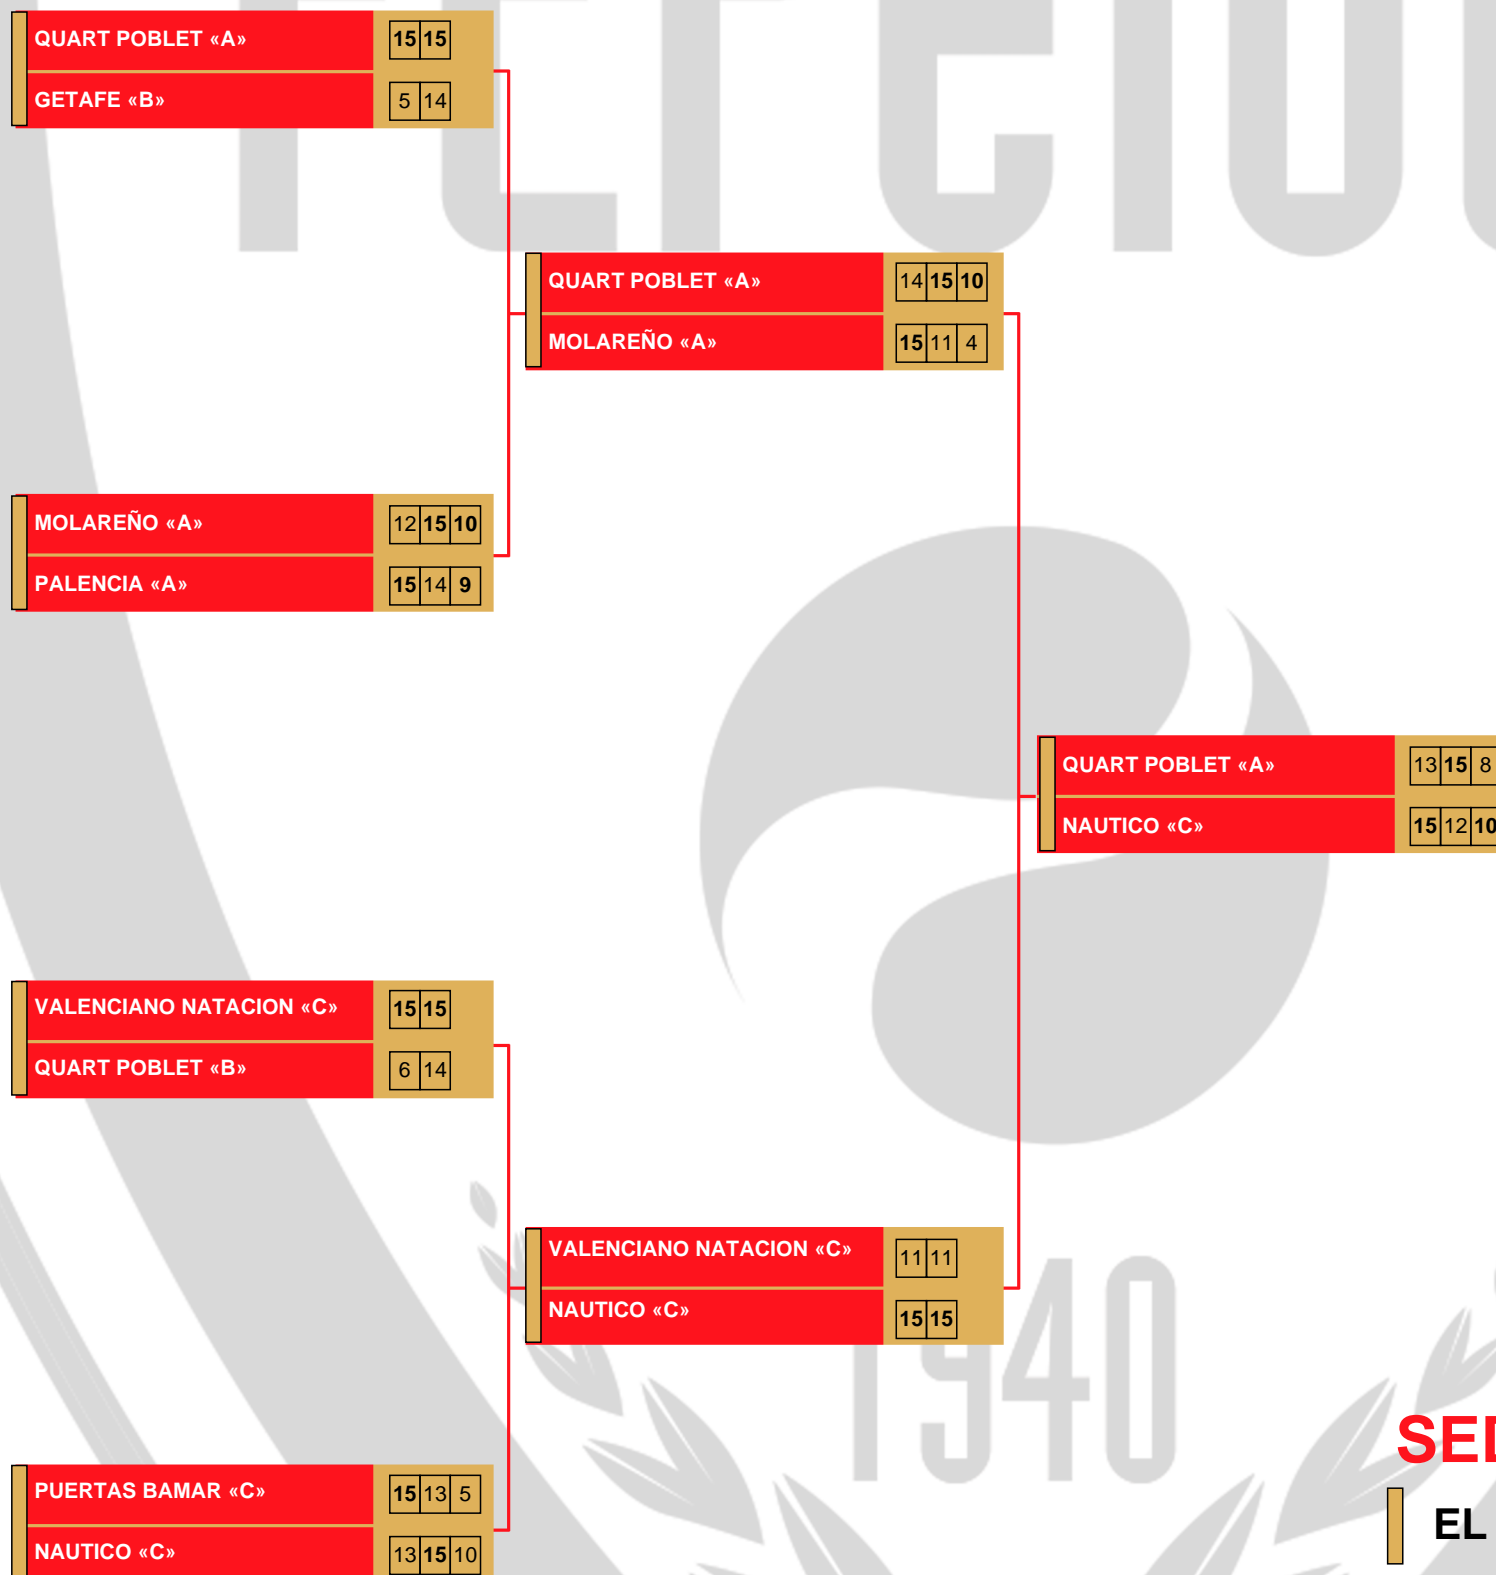 QUART POBLET «A» 15 15
GETAFE «B» 5 14
QUART POBLET «A» 14 15 10
MOLAREÑO «A» 15 11 4
MOLAREÑO «A» 12 15 10
PALENCIA «A» 15 14 9
QUART POBLET «A» 13 15 8
NAUTICO «C» 15 12 10
VALENCIANO NATACION «C» 15 15
QUART POBLET «B» 6 14
VALENCIANO NATACION «C» 11 11
NAUTICO «C» 15 15
1940
PUERTAS BAMAR «C» 15 13 5
NAUTICO «C» 13 15 10
EL